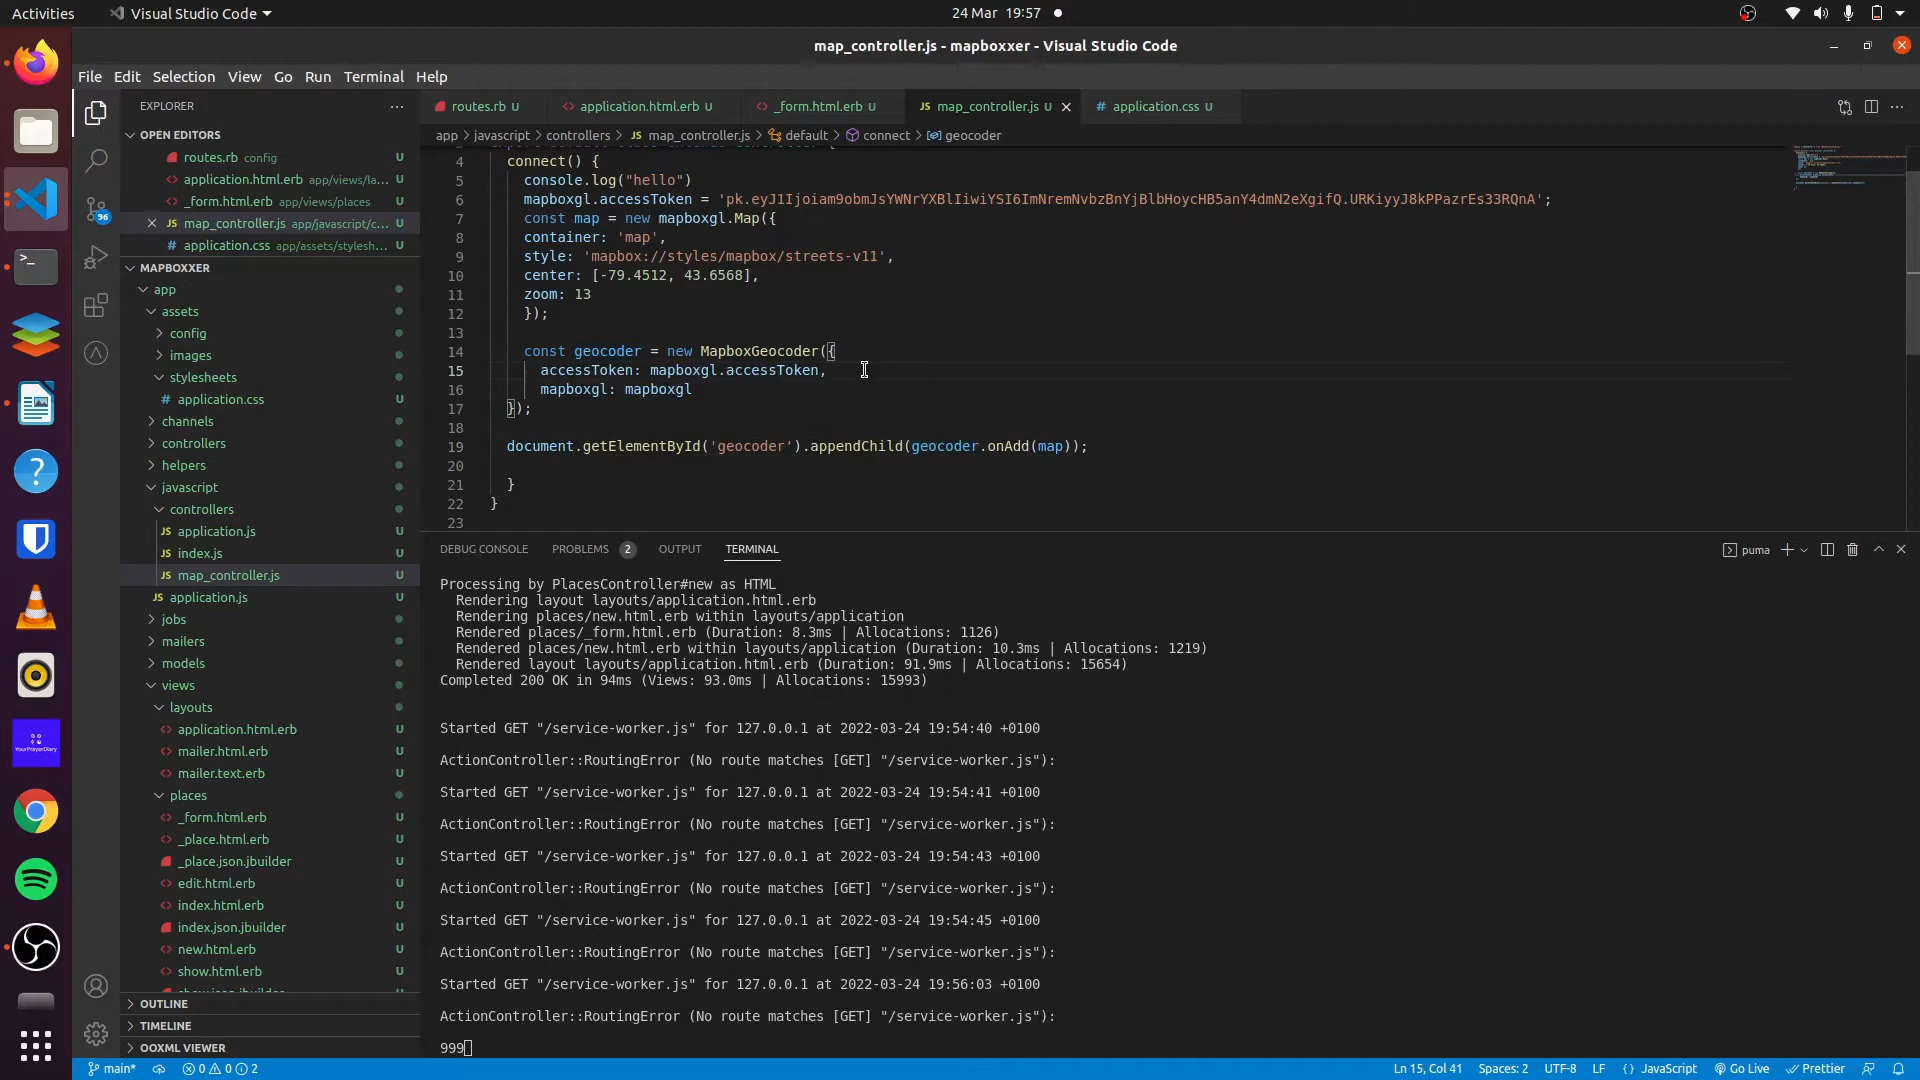 Activities
Visual Studio Code
24 Mar 19:57
map_controller.js - mapboxxer - Visual Studio Code
File Edit Selection View Go Run Terminal Help
EXPLORER
OPEN EDITORS
routes.rb config U
application.html.erb app/views/la... U
_form.html.erb app/views/places U
JS map_controller.js app/javascript/c... U
# application.css app/assets/stylesh... U
96
MAPBOXXER
app
assets
config
images
stylesheets
# application.css U
channels
controllers
helpers
javascript
controllers
JS application.js U
JS index.js U
JS map_controller.js U
JS application.js U
jobs
mailers
models
views
layouts
application.html.erb U
mailer.html.erb U
mailer.text.erb U
places
_form.html.erb U
_place.html.erb U
_place.json.jbuilder U
edit.html.erb U
index.html.erb U
index.json.jbuilder U
new.html.erb U
show.html.erb U
OUTLINE
TIMELINE
OOXML VIEWER
YourPrayerDiary
routes.rb U
application.html.erb U
_form.html.erb U
JS map_controller.js U
# application.css U
app > javascript > controllers > JS map_controller.js > default > connect > geocoder
4 connect() {
5 console.log("hello")
6 mapboxgl.accessToken = 'pk.eyJ1Ijoiam9obmJsYWNrYXBlIiwiYSI6ImNremNvbzBnYjBlbHoycHB5anY4dmN2eXgifQ.URKiyyJ8kPPazrEs33RQnA';
7 const map = new mapboxgl.Map({
8 container: 'map',
9 style: 'mapbox://styles/mapbox/streets-v11',
10 center: [-79.4512, 43.6568],
11 zoom: 13
12 });
13
14 const geocoder = new MapboxGeocoder({
15 accessToken: mapboxgl.accessToken,
16 mapboxgl: mapboxgl
17 });
18
19 document.getElementById('geocoder').appendChild(geocoder.onAdd(map));
20
21 }
22 }
23
DEBUG CONSOLE PROBLEMS 2 OUTPUT TERMINAL
puma
Processing by PlacesController#new as HTML
Rendering layout layouts/application.html.erb
Rendering places/new.html.erb within layouts/application
Rendered places/_form.html.erb (Duration: 8.3ms | Allocations: 1126)
Rendered places/new.html.erb within layouts/application (Duration: 10.3ms | Allocations: 1219)
Rendered layout layouts/application.html.erb (Duration: 91.9ms | Allocations: 15654)
Completed 200 OK in 94ms (Views: 93.0ms | Allocations: 15993)
Started GET "/service-worker.js" for 127.0.0.1 at 2022-03-24 19:54:40 +0100
ActionController::RoutingError (No route matches [GET] "/service-worker.js"):
Started GET "/service-worker.js" for 127.0.0.1 at 2022-03-24 19:54:41 +0100
ActionController::RoutingError (No route matches [GET] "/service-worker.js"):
Started GET "/service-worker.js" for 127.0.0.1 at 2022-03-24 19:54:43 +0100
ActionController::RoutingError (No route matches [GET] "/service-worker.js"):
Started GET "/service-worker.js" for 127.0.0.1 at 2022-03-24 19:54:45 +0100
ActionController::RoutingError (No route matches [GET] "/service-worker.js"):
Started GET "/service-worker.js" for 127.0.0.1 at 2022-03-24 19:56:03 +0100
ActionController::RoutingError (No route matches [GET] "/service-worker.js"):
999
main* 0 0 2
Ln 15, Col 41 Spaces: 2 UTF-8 LF {} JavaScript Go Live Prettier